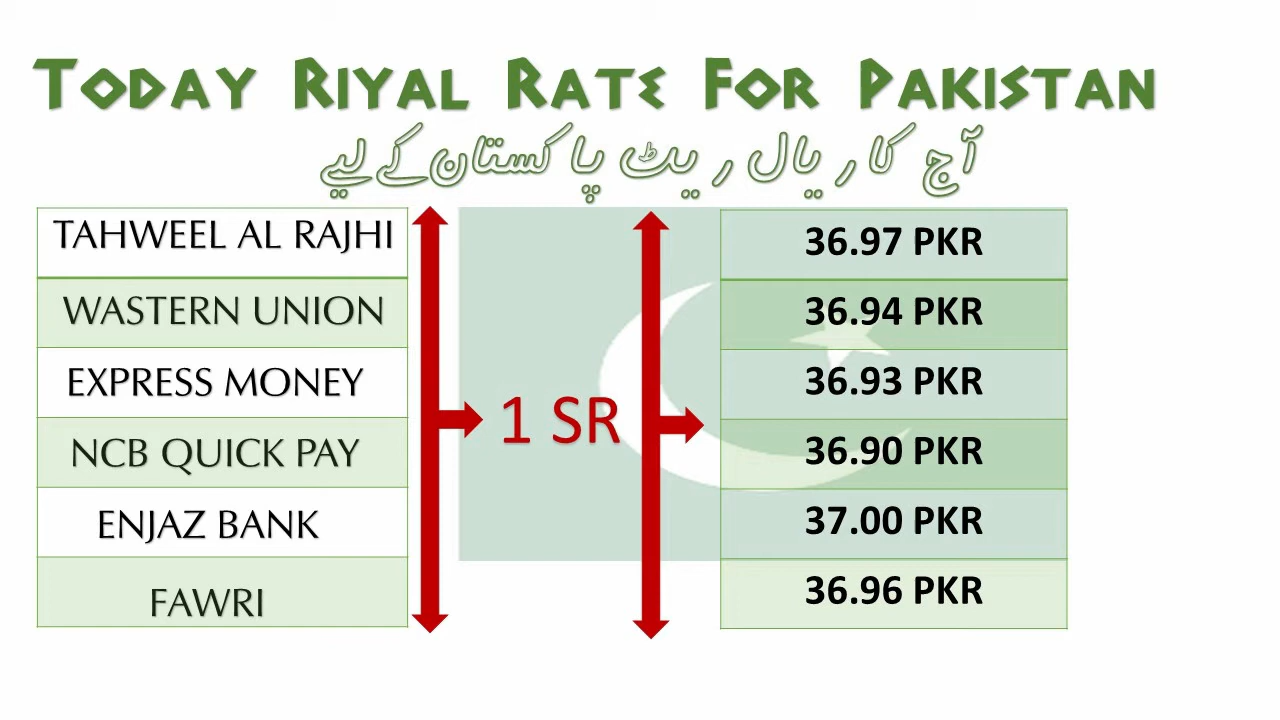 Today Riyal Rate For Pakistan
آج کا ریال ریٹ پاکستان کے لیے
TAHWEEL AL RAJHI 36.97 PKR
WASTERN UNION 36.94 PKR
EXPRESS MONEY 36.93 PKR
1 SR
NCB QUICK PAY 36.90 PKR
ENJAZ BANK 37.00 PKR
FAWRI 36.96 PKR